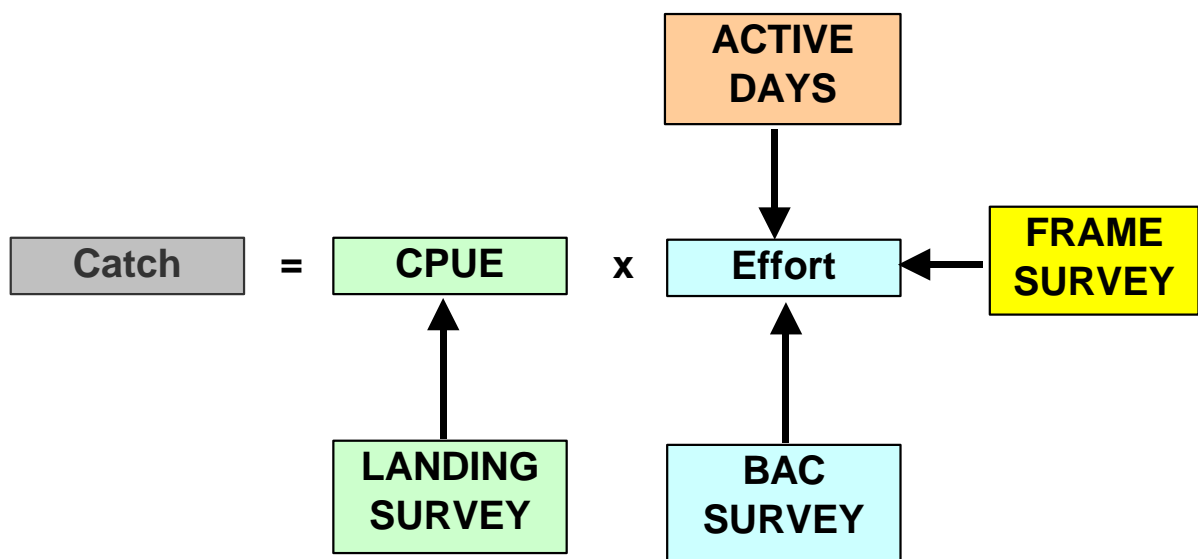 ACTIVE
DAYS
Catch = CPUE x Effort
FRAME
SURVEY
LANDING
SURVEY
BAC
SURVEY